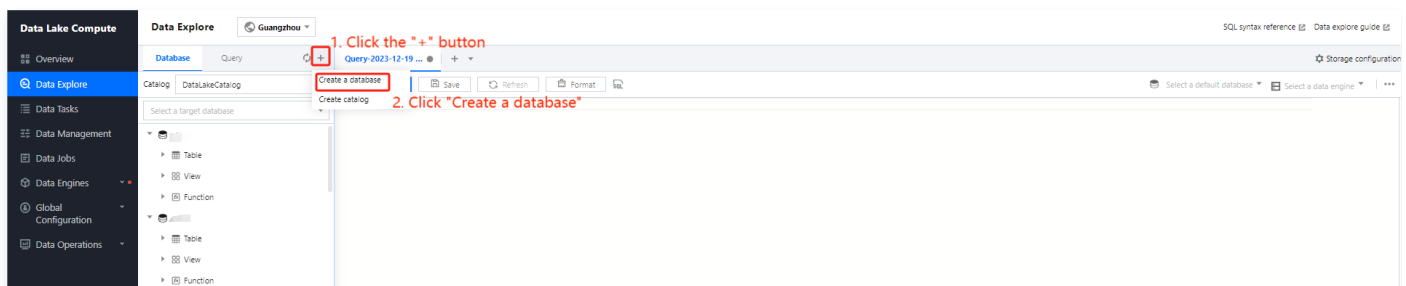 Data Lake Compute
Data Explore
Guangzhou
SQL syntax reference
Data explore guide
1. Click the "+" button
Overview
Database
Query
+
Query-2023-12-19 ...
+
Storage configuration
Data Explore
Catalog
DataLakeCatalog
Create a database
Save
Refresh
Format
Select a default database
Select a data engine
...
Create catalog
2. Click "Create a database"
Data Tasks
Select a target database
Data Management
Table
Data Jobs
View
Data Engines
Function
Global
Configuration
Table
Data Operations
View
Function